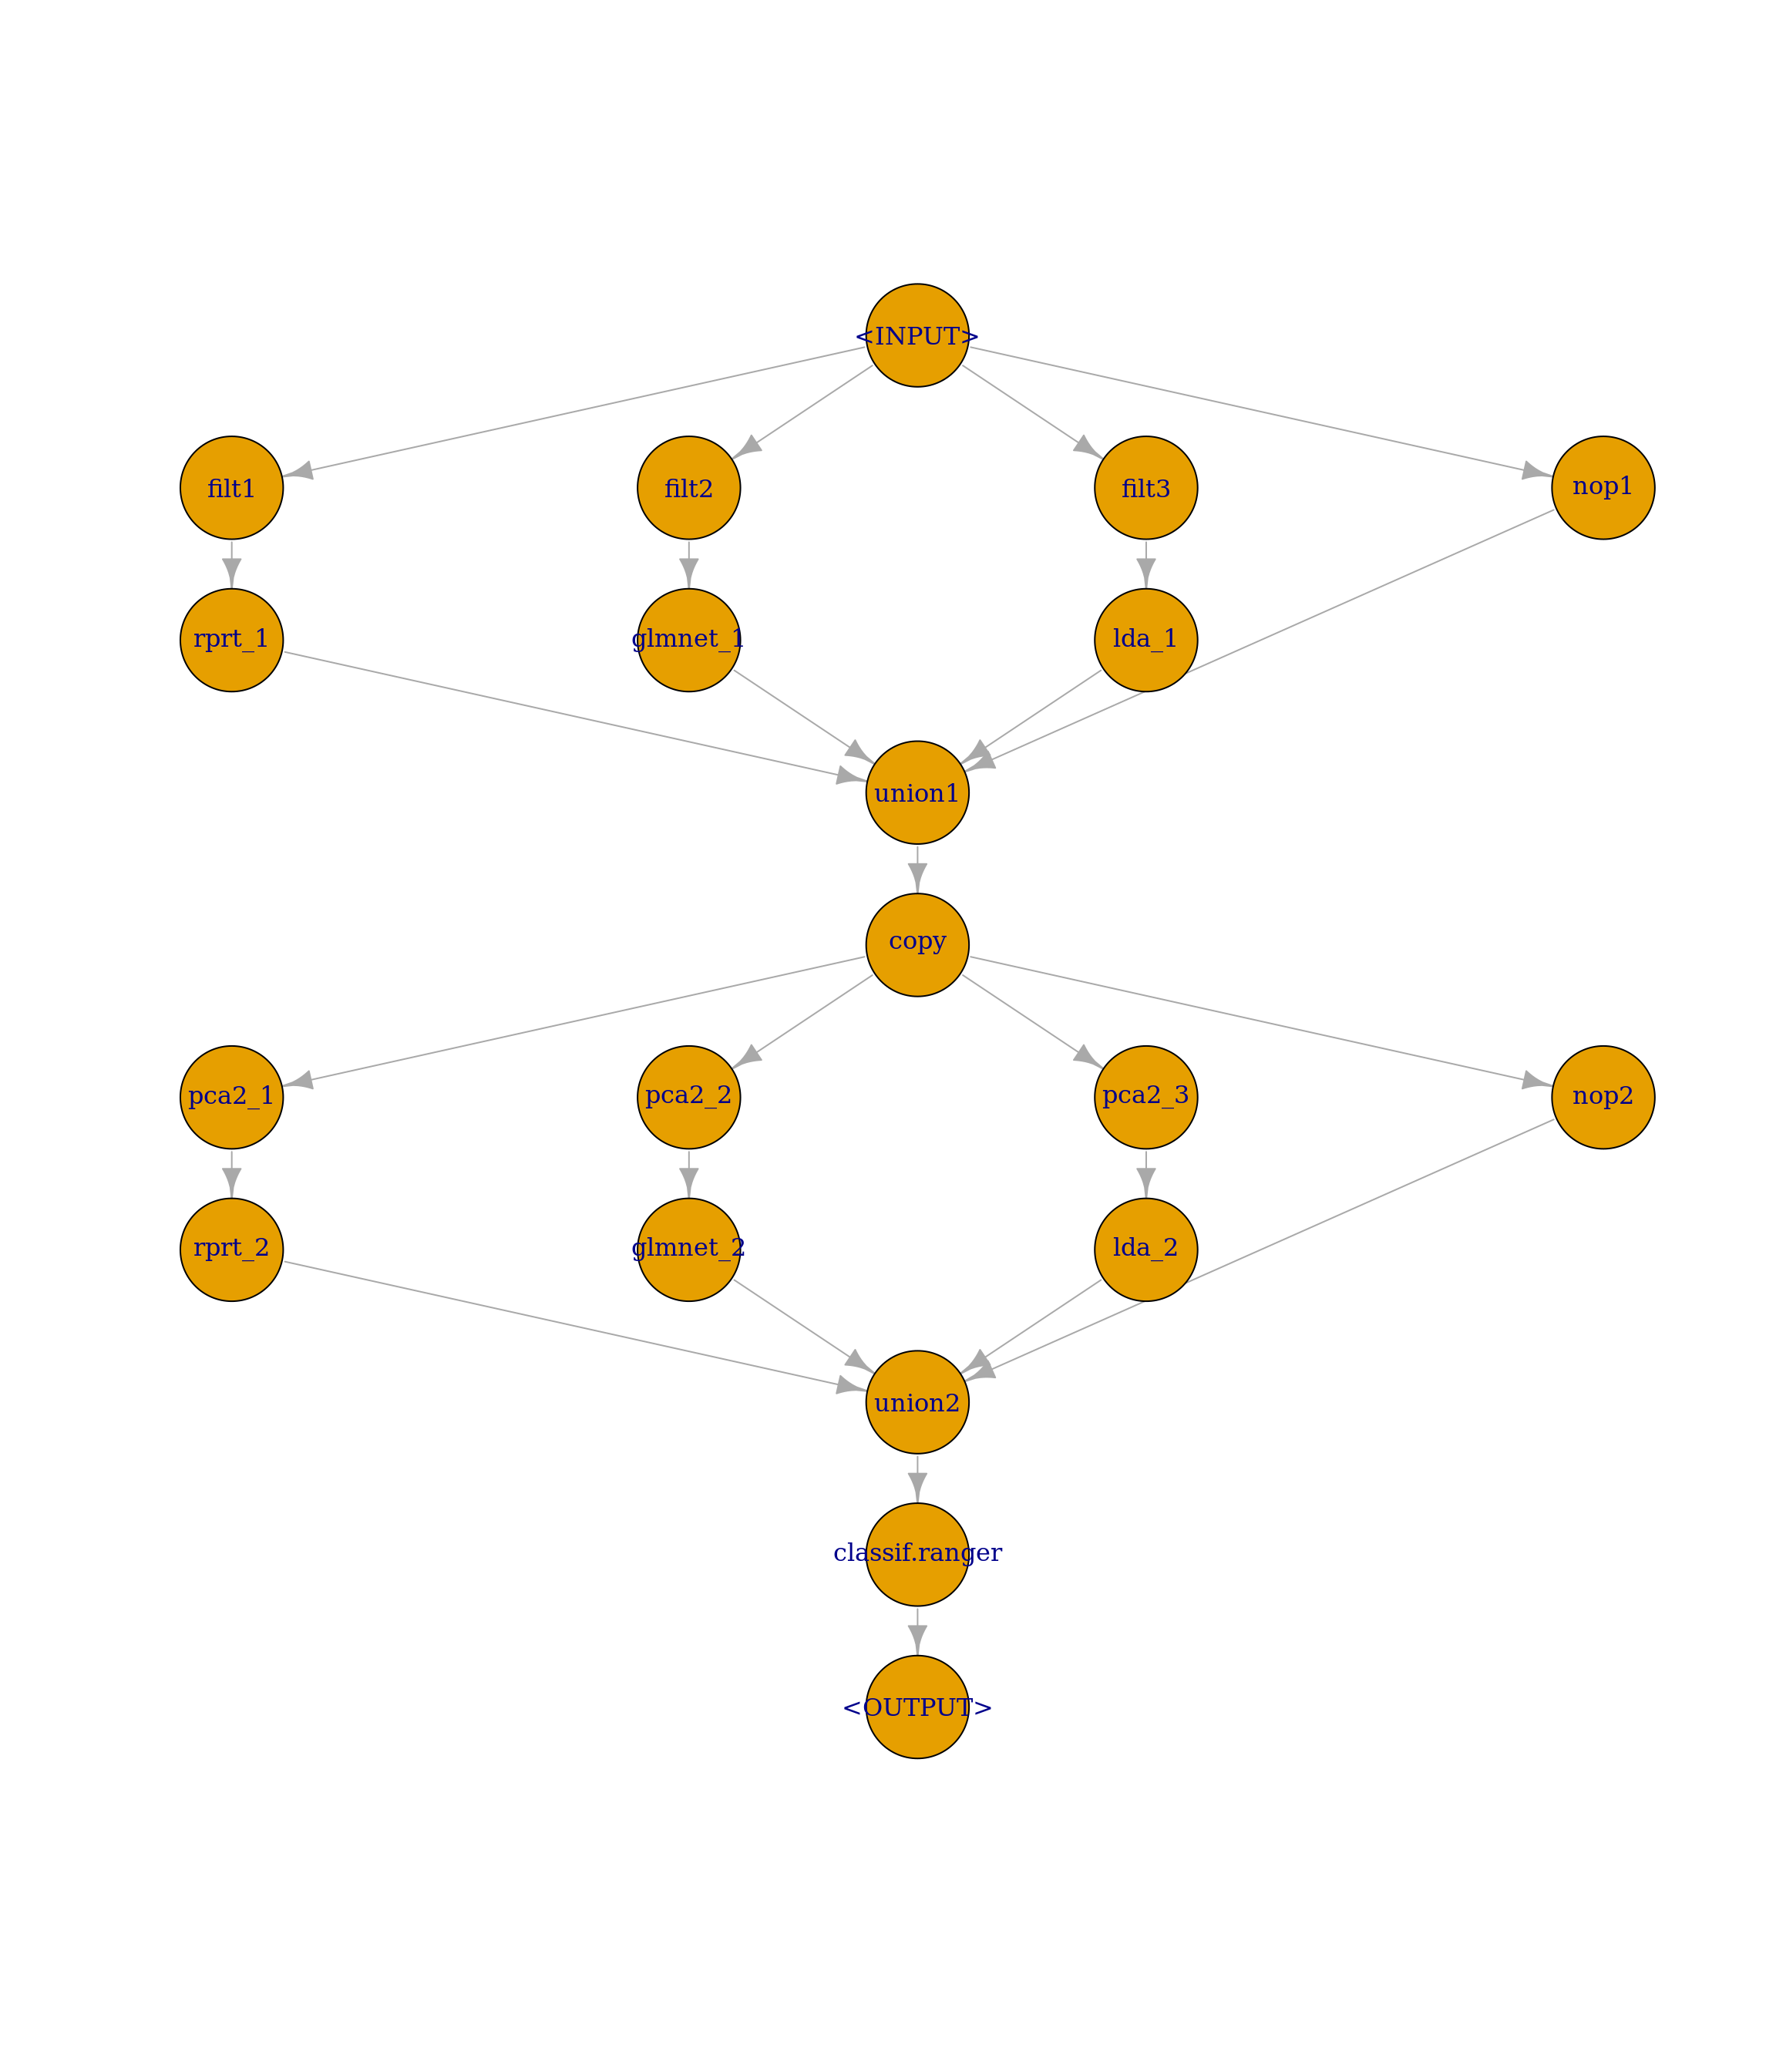 <INPUT>
filt1 filt2 filt3 nop1
rprt_1 glmnet_1 lda_1
union1
copy
pca2_1 pca2_2 pca2_3 nop2
rprt_2 glmnet_2 lda_2
union2
classif.ranger
<OUTPUT>